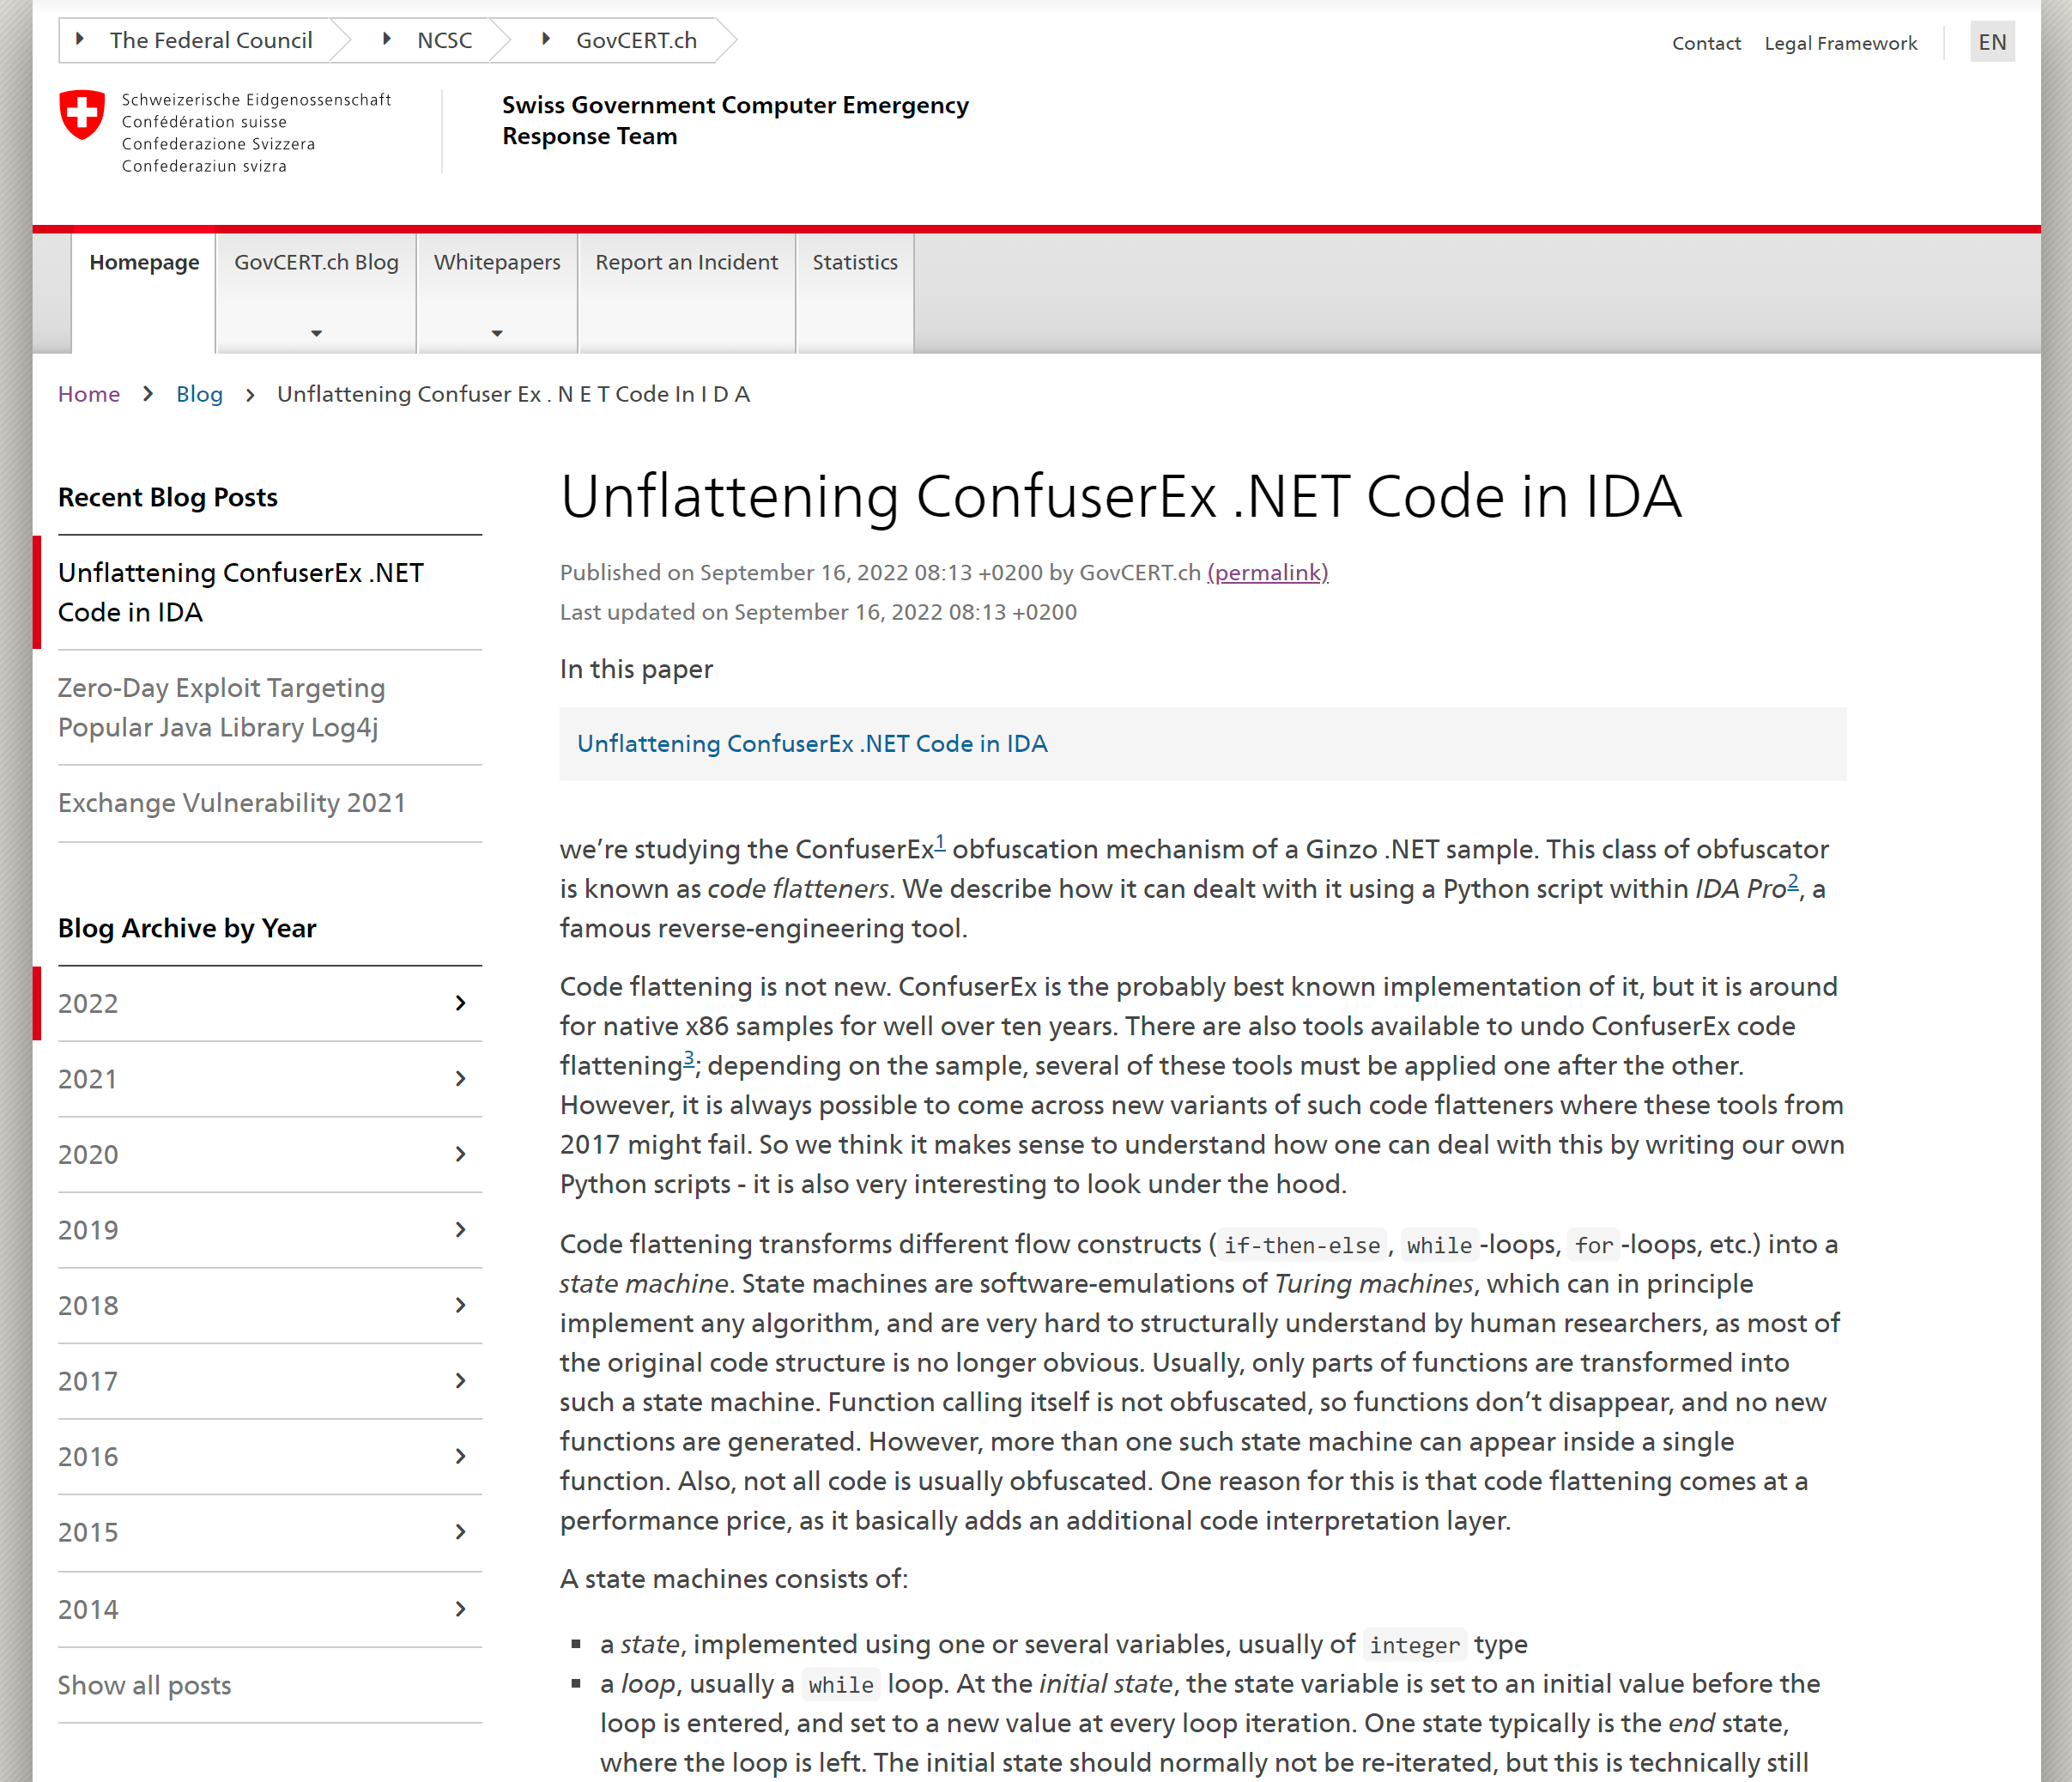 The Federal Council NCSC GovCERT.ch
Contact Legal Framework EN
Schweizerische Eidgenossenschaft
Confédération suisse
Confederazione Svizzera
Confederaziun svizra
Swiss Government Computer Emergency
Response Team
Homepage GovCERT.ch Blog Whitepapers Report an Incident Statistics
Home Blog Unflattening Confuser Ex . N E T Code In I D A
Recent Blog Posts
Unflattening ConfuserEx .NET
Code in IDA
Zero-Day Exploit Targeting
Popular Java Library Log4j
Exchange Vulnerability 2021
Blog Archive by Year
2022
2021
2020
2019
2018
2017
2016
2015
2014
Show all posts
Unflattening ConfuserEx .NET Code in IDA
Published on September 16, 2022 08:13 +0200 by GovCERT.ch (permalink)
Last updated on September 16, 2022 08:13 +0200
In this paper
Unflattening ConfuserEx .NET Code in IDA
we’re studying the ConfuserEx1 obfuscation mechanism of a Ginzo .NET sample. This class of obfuscator
is known as code flatteners. We describe how it can dealt with it using a Python script within IDA Pro2, a
famous reverse-engineering tool.
Code flattening is not new. ConfuserEx is the probably best known implementation of it, but it is around
for native x86 samples for well over ten years. There are also tools available to undo ConfuserEx code
flattening3; depending on the sample, several of these tools must be applied one after the other.
However, it is always possible to come across new variants of such code flatteners where these tools from
2017 might fail. So we think it makes sense to understand how one can deal with this by writing our own
Python scripts - it is also very interesting to look under the hood.
Code flattening transforms different flow constructs (if-then-else, while-loops, for-loops, etc.) into a
state machine. State machines are software-emulations of Turing machines, which can in principle
implement any algorithm, and are very hard to structurally understand by human researchers, as most of
the original code structure is no longer obvious. Usually, only parts of functions are transformed into
such a state machine. Function calling itself is not obfuscated, so functions don’t disappear, and no new
functions are generated. However, more than one such state machine can appear inside a single
function. Also, not all code is usually obfuscated. One reason for this is that code flattening comes at a
performance price, as it basically adds an additional code interpretation layer.
A state machines consists of:
a state, implemented using one or several variables, usually of integer type
a loop, usually a while loop. At the initial state, the state variable is set to an initial value before the
loop is entered, and set to a new value at every loop iteration. One state typically is the end state,
where the loop is left. The initial state should normally not be re-iterated, but this is technically still